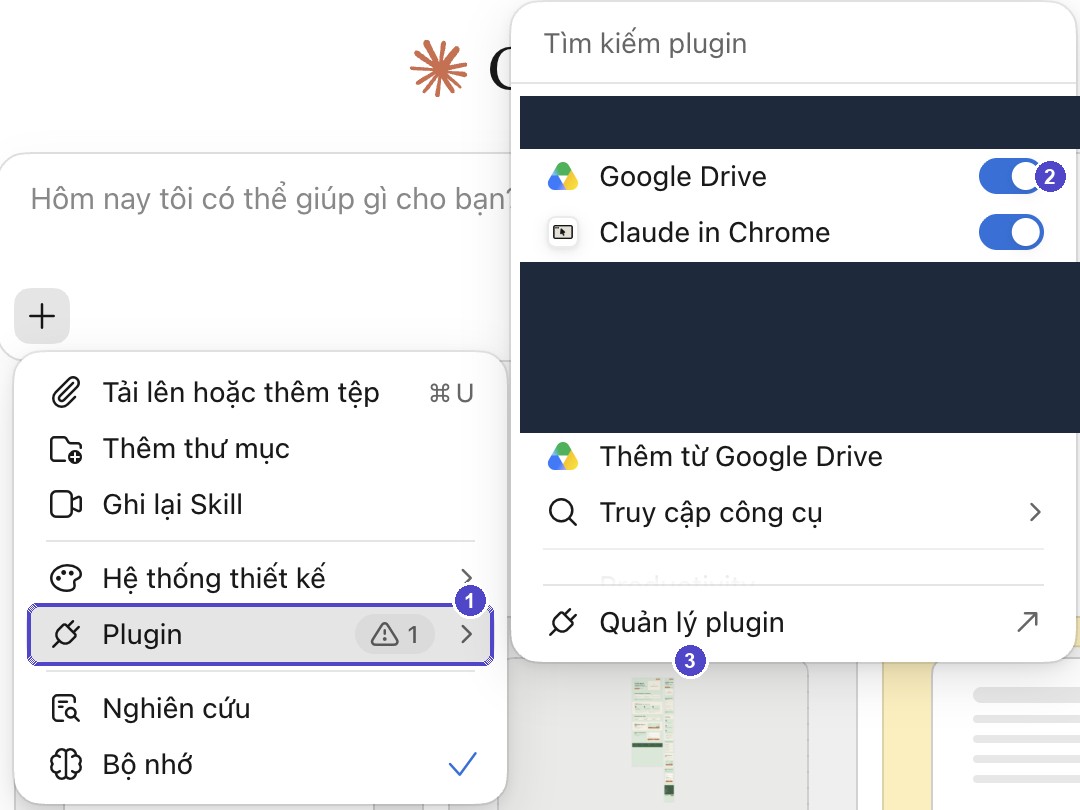 Hôm nay tôi có thể giúp gì cho bạn?
Tải lên hoặc thêm tệp ⌘ U
Thêm thư mục
Ghi lại Skill
Hệ thống thiết kế
1
Plugin 1
Nghiên cứu
Bộ nhớ
Tìm kiếm plugin
Google Drive 2
Claude in Chrome
Thêm từ Google Drive
Truy cập công cụ
Productivity
Quản lý plugin
3